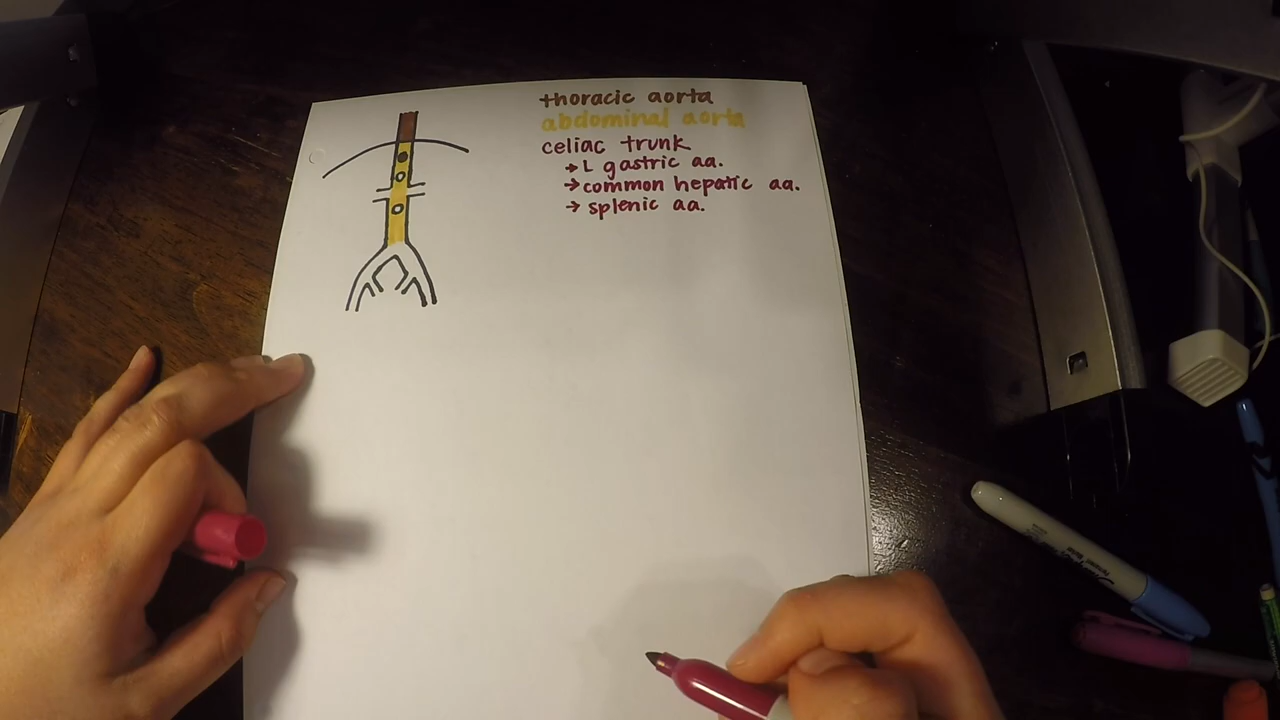 thoracic aorta
abdominal aorta
celiac trunk
→ L gastric aa.
→ common hepatic aa.
→ splenic aa.